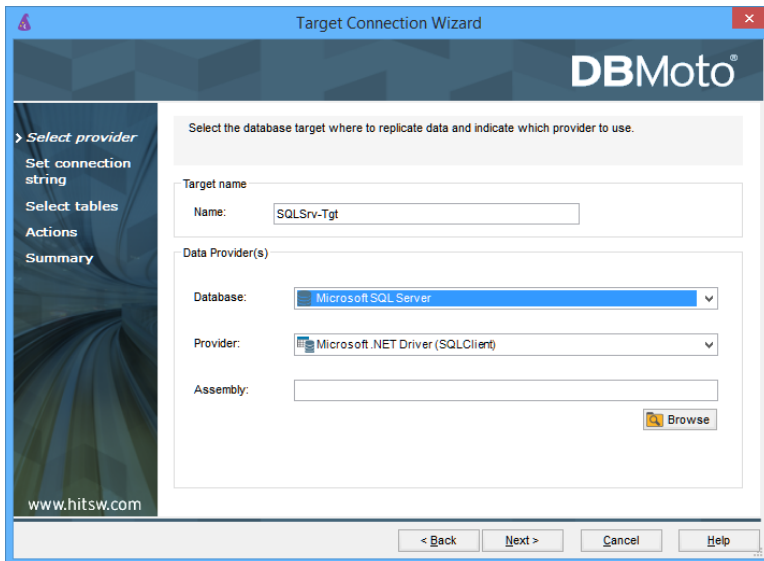 Target Connection Wizard
DBMoto®
Select provider
Set connection
string
Select tables
Actions
Summary
www.hitsw.com
Select the database target where to replicate data and indicate which provider to use.
Target name
Name:
SQLSrv-Tgt
Data Provider(s)
Database:
Microsoft SQL Server
Provider:
Microsoft .NET Driver (SQLClient)
Assembly:
Browse
< Back
Next >
Cancel
Help